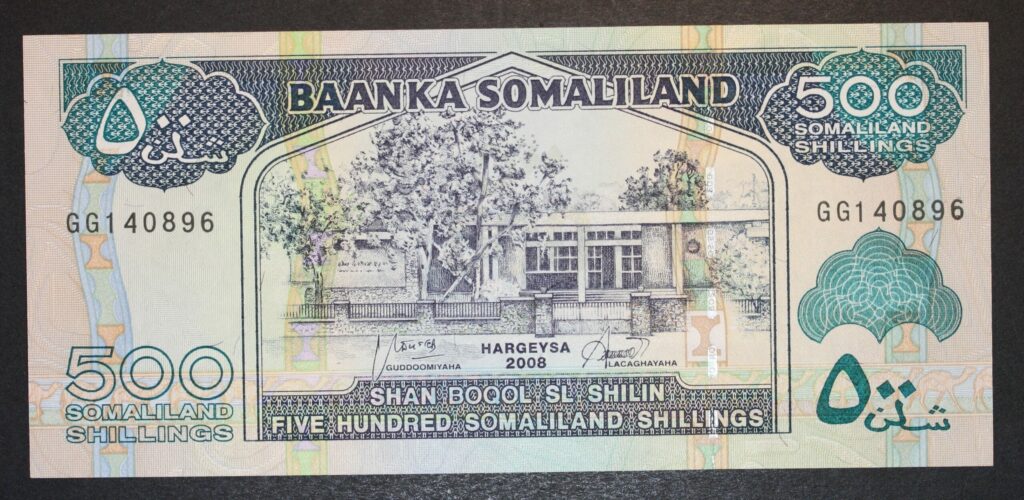 BAANKA SOMALILAND
٥٠٠
شلن
500
SOMALILAND
SHILLINGS
GG140896
GG140896
500
SOMALILAND
SHILLINGS
HARGEYSA
2008
GUDDOOMIYAHA
LACAGHAYAHA
SHAN BOQOL SL SHILIN
FIVE HUNDRED SOMALILAND SHILLINGS
٥٠٠
شلن